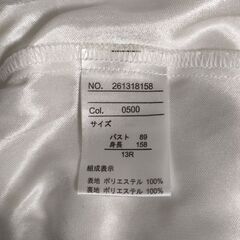 NO. 261318158
Col. 0500
サイズ
バスト 89
身長 158
13R
組成表示
表地 ポリエステル 100%
裏地 ポリエステル 100%